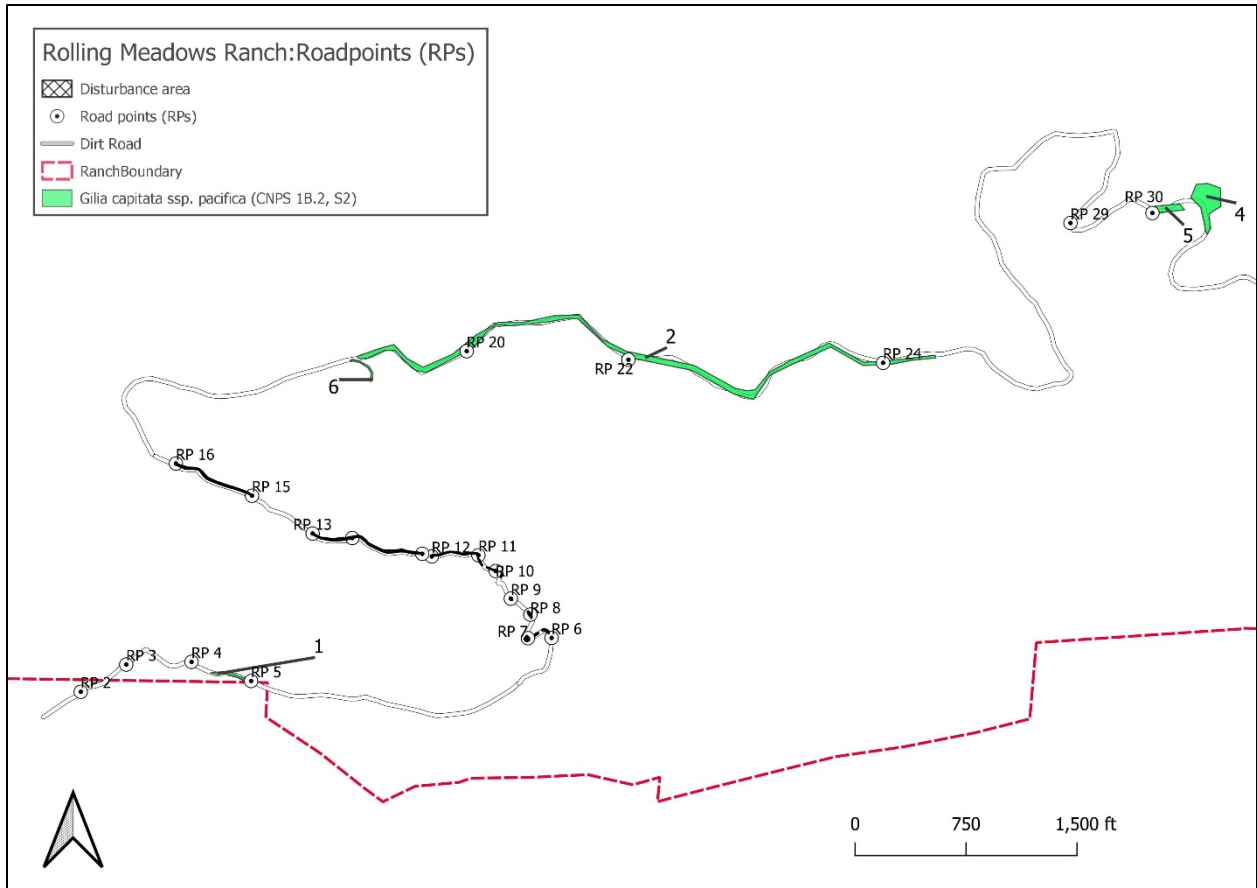 Rolling Meadows Ranch:Roadpoints (RPs)
Disturbance area
Road points (RPs)
Dirt Road
RanchBoundary
Gilia capitata ssp. pacifica (CNPS 1B.2, S2)
RP 30
4
RP 29
5
RP 20
2
RP 22
RP 24
6
RP 16
RP 15
RP 13
RP 12
RP 11
RP 10
RP 9
RP 8
RP 7
RP 6
1
RP 4
RP 3
RP 5
RP 2
0 750 1,500 ft